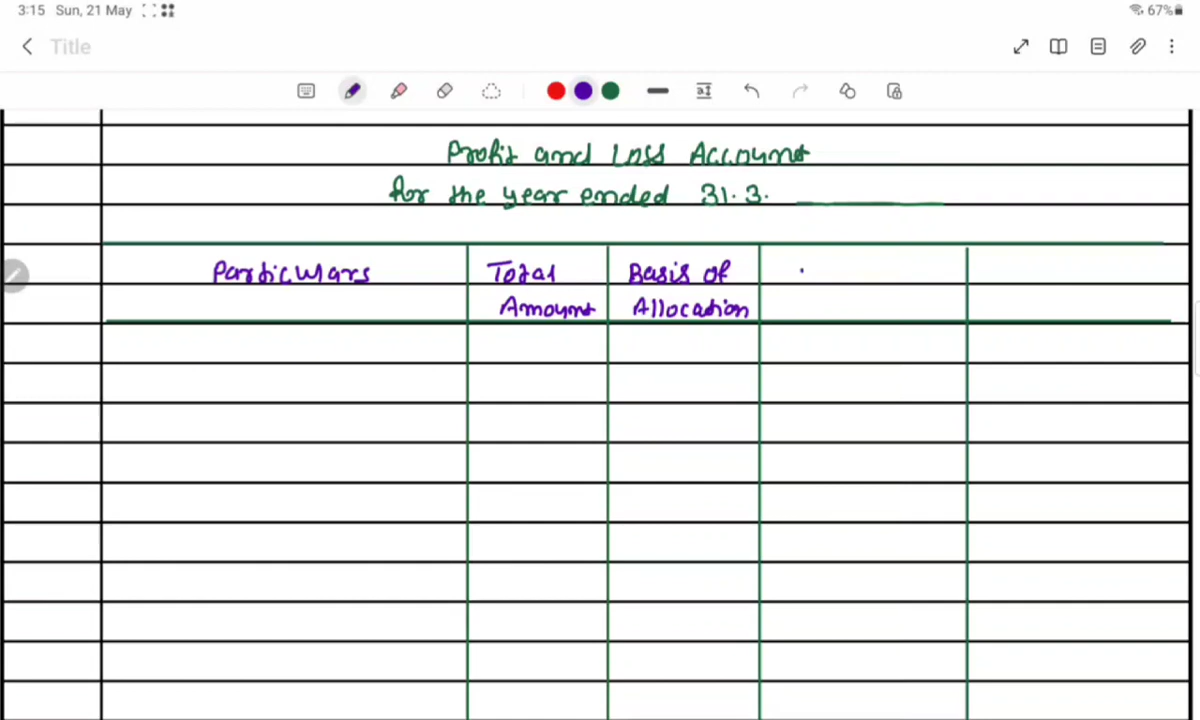 3:15 Sun, 21 May
67%
Title
Profit and Loss Account
for the year ended 31.3. ______
Particulars Total Basis of
Amount Allocation